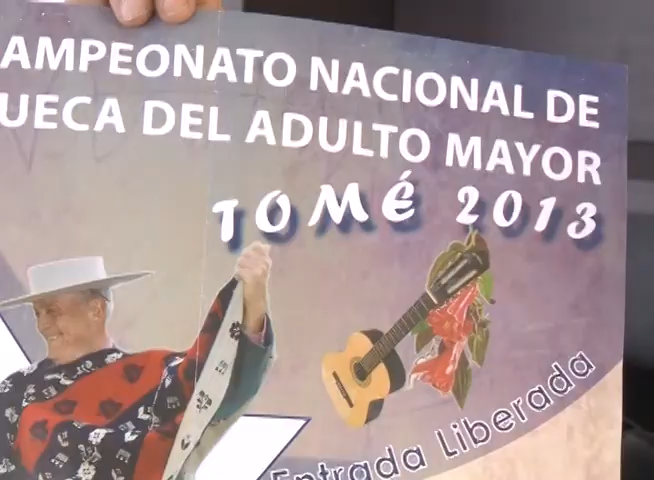 AMPEONATO NACIONAL DE
UECA DEL ADULTO MAYOR
TOMÉ 2013
Entrada Liberada